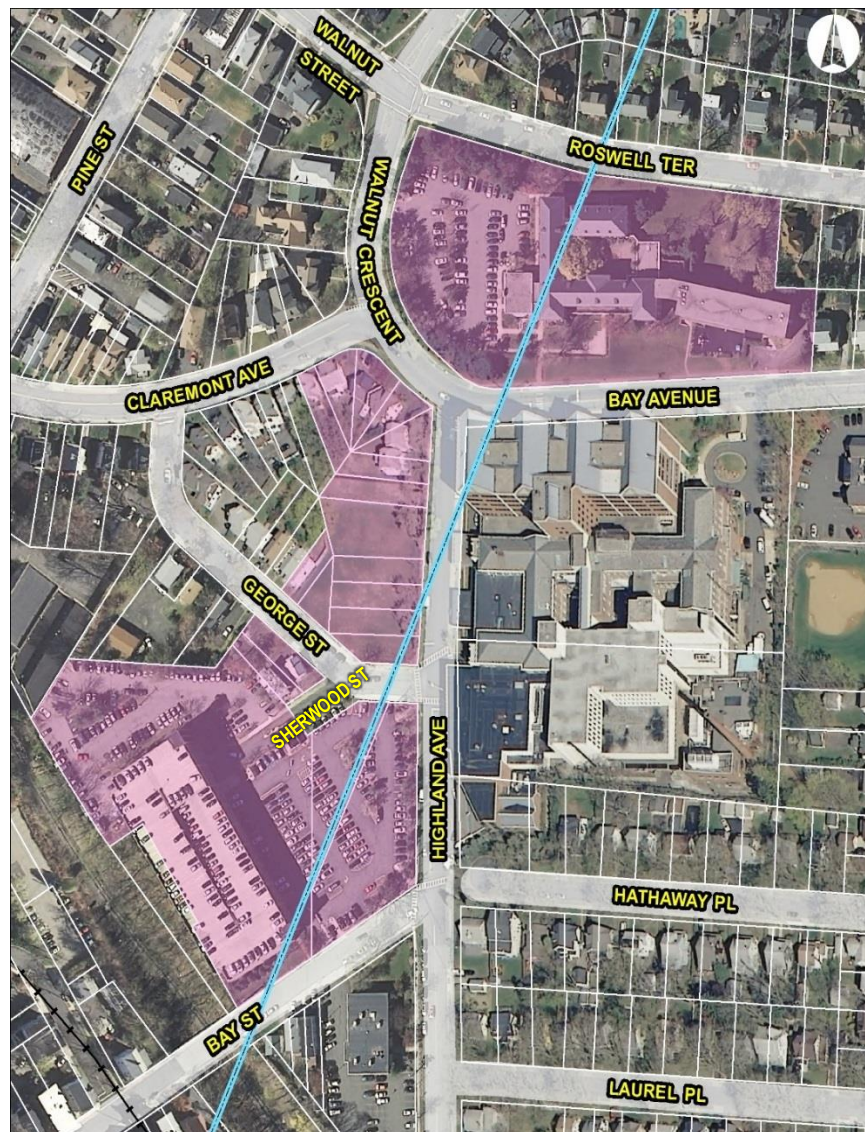 WALNUT
STREET
PINE ST
ROSWELL TER
WALNUT CRESCENT
CLAREMONT AVE
BAY AVENUE
GEORGE ST
SHERWOOD ST
HIGHLAND AVE
HATHAWAY PL
BAY ST
LAUREL PL